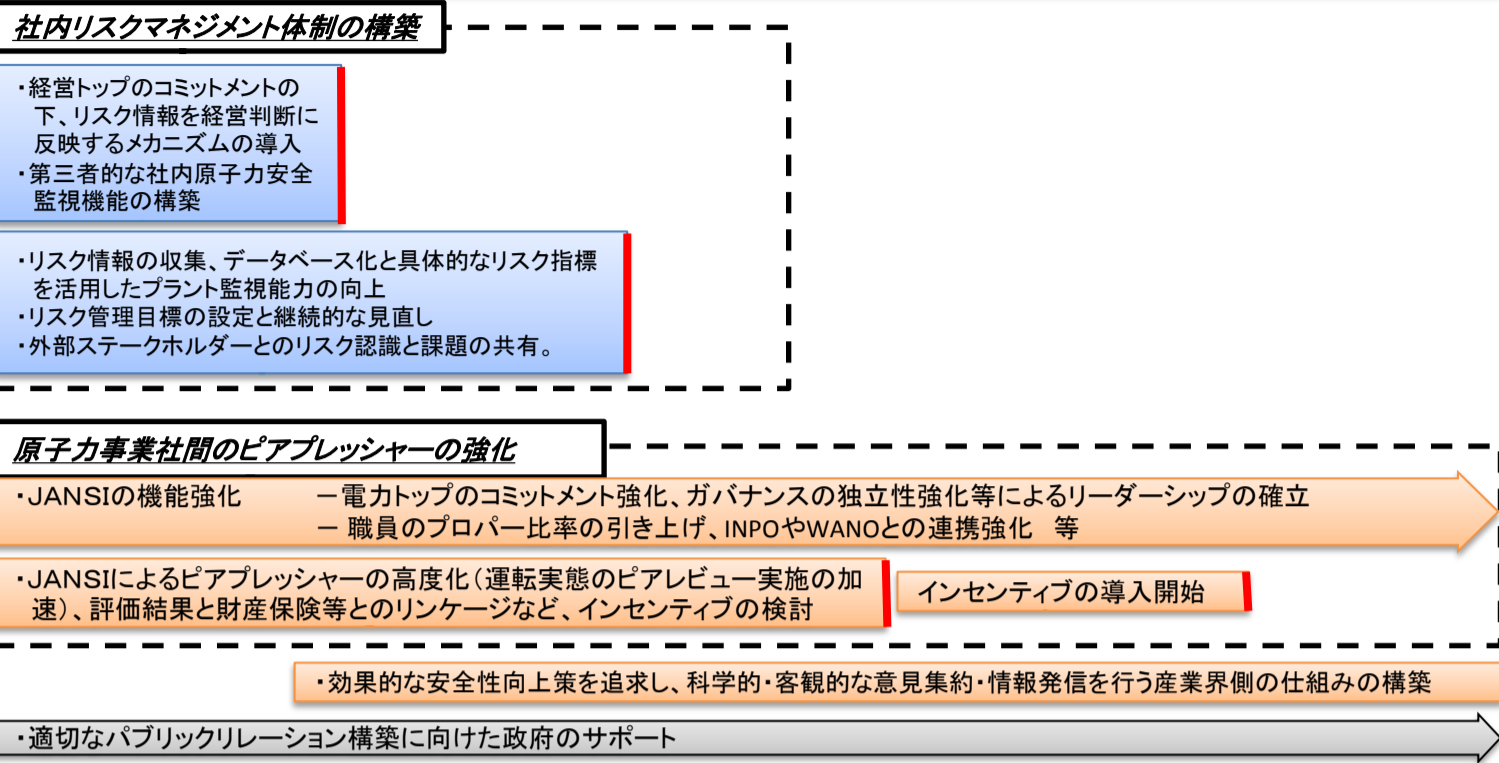 社内リスクマネジメント体制の構築
・経営トップのコミットメントの
下、リスク情報を経営判断に
反映するメカニズムの導入
・第三者的な社内原子力安全
監視機能の構築
・リスク情報の収集、データベース化と具体的なリスク指標
を活用したプラント監視能力の向上
・リスク管理目標の設定と継続的な見直し
・外部ステークホルダーとのリスク認識と課題の共有。
原子力事業社間のピアプレッシャーの強化
・JANSIの機能強化 －電力トップのコミットメント強化、ガバナンスの独立性強化等によるリーダーシップの確立
－ 職員のプロパー比率の引き上げ、INPOやWANOとの連携強化 等
・JANSIによるピアプレッシャーの高度化（運転実態のピアレビュー実施の加
速）、評価結果と財産保険等とのリンケージなど、インセンティブの検討
インセンティブの導入開始
・効果的な安全性向上策を追求し、科学的・客観的な意見集約・情報発信を行う産業界側の仕組みの構築
・適切なパブリックリレーション構築に向けた政府のサポート